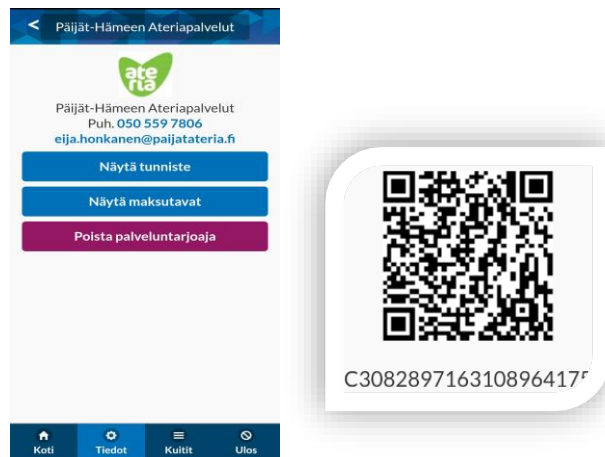 < Päijät-Hämeen Ateriapalvelut
ate
ria
Päijät-Hämeen Ateriapalvelut
Puh. 050 559 7806
eija.honkanen@paijatateria.fi
Näytä tunniste
Näytä maksutavat
Poista palveluntarjoaja
Koti Tiedot Kuitit Ulos
C308289716310896417